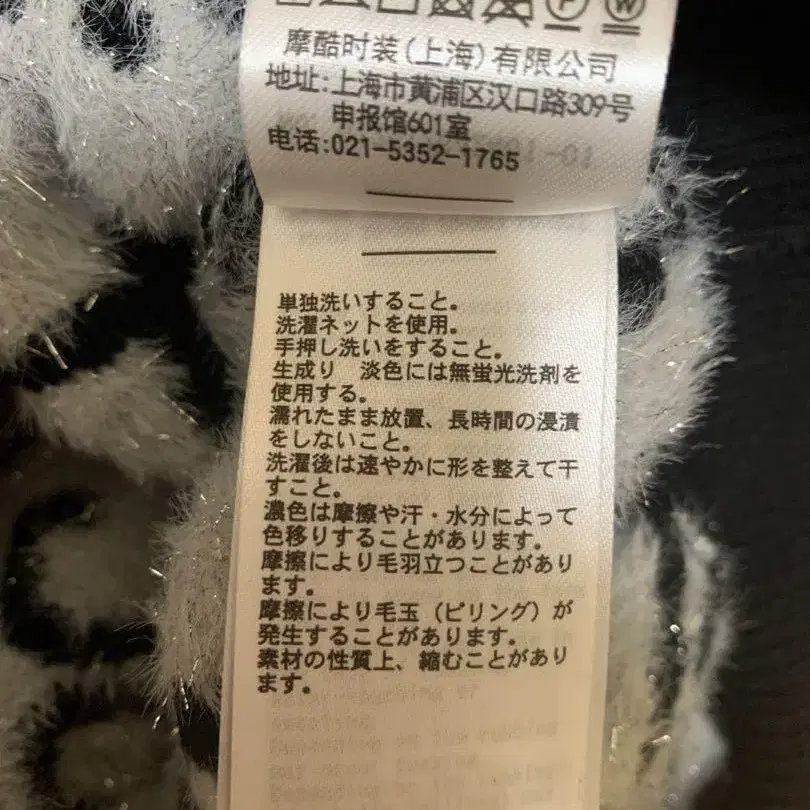 P W
摩酷时装(上海)有限公司
地址:上海市黄浦区汉口路309号
申报馆601室
电话:021-5352-1765
単独洗いすること。
洗濯ネットを使用。
手押し洗いをすること。
生成り 淡色には無蛍光洗剤を
使用する。
濡れたまま放置、長時間の浸漬
をしないこと。
洗濯後は速やかに形を整えて干
すこと。
濃色は摩擦や汗・水分によって
色移りすることがあります。
摩擦により毛羽立つことがあり
ます。
摩擦により毛玉（ピリング）が
発生することがあります。
素材の性質上、縮むことがあり
ます。